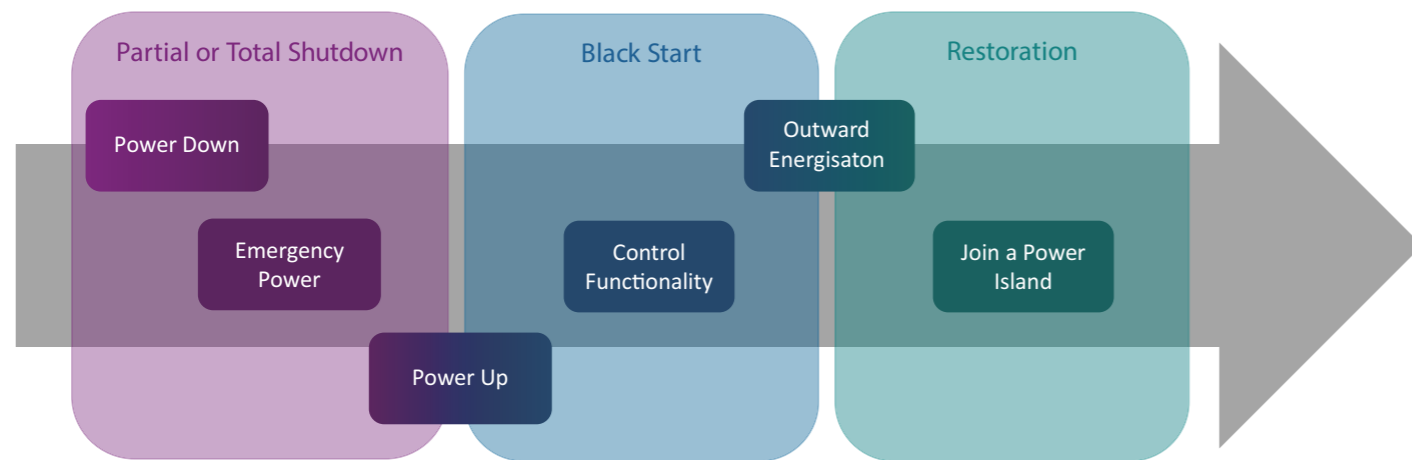 Partial or Total Shutdown
Black Start
Restoration
Power Down
Outward
Energisaton
Emergency
Power
Control
Functionality
Join a Power
Island
Power Up